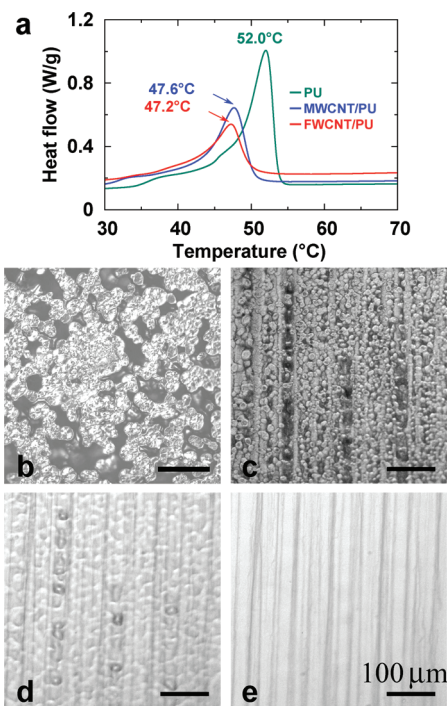 a
Heat flow (W/g)
1.2
0.8
0.4
0
52.0°C
47.6°C
47.2°C
PU
MWCNT/PU
FWCNT/PU
30 40 50 60 70
Temperature (°C)
b
c
d
e
100 μm